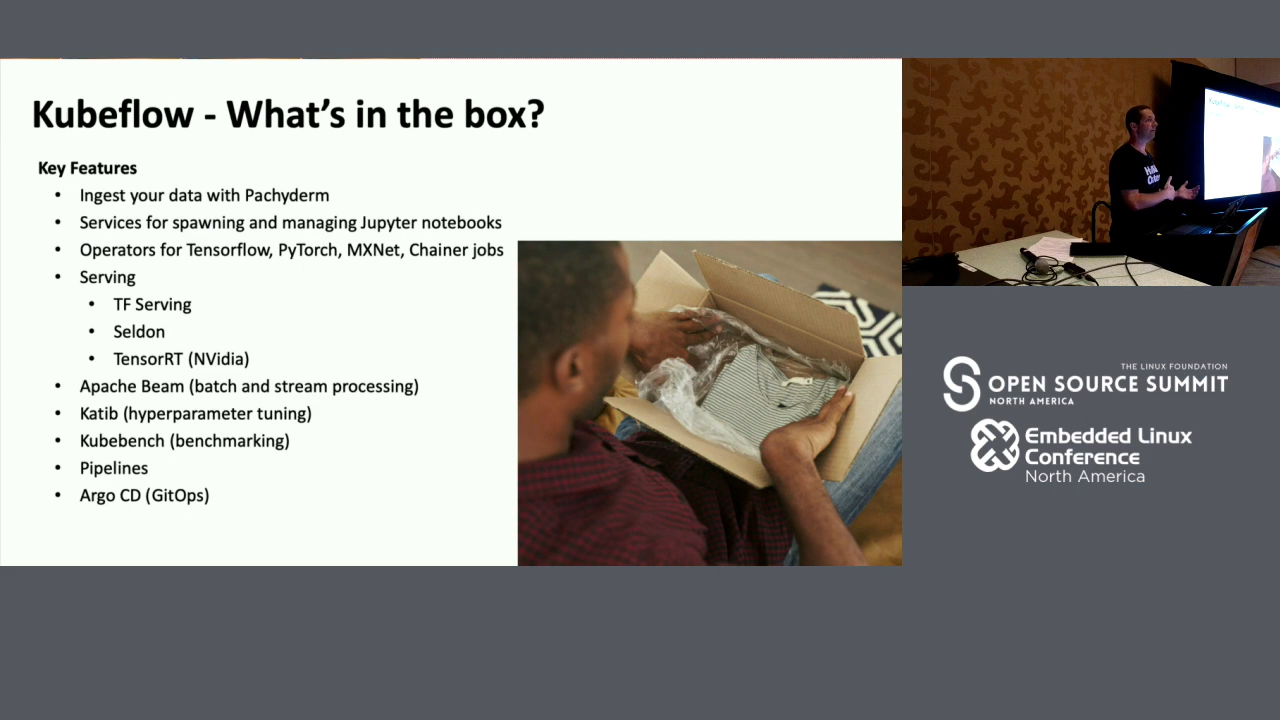 Kubeflow - What's in the box?
Key Features
• Ingest your data with Pachyderm
• Services for spawning and managing Jupyter notebooks
• Operators for Tensorflow, PyTorch, MXNet, Chainer jobs
• Serving
• TF Serving
• Seldon
• TensorRT (NVidia)
• Apache Beam (batch and stream processing)
• Katib (hyperparameter tuning)
• Kubebench (benchmarking)
• Pipelines
• Argo CD (GitOps)
THE LINUX FOUNDATION
OPEN SOURCE SUMMIT
NORTH AMERICA
Embedded Linux
Conference
North America